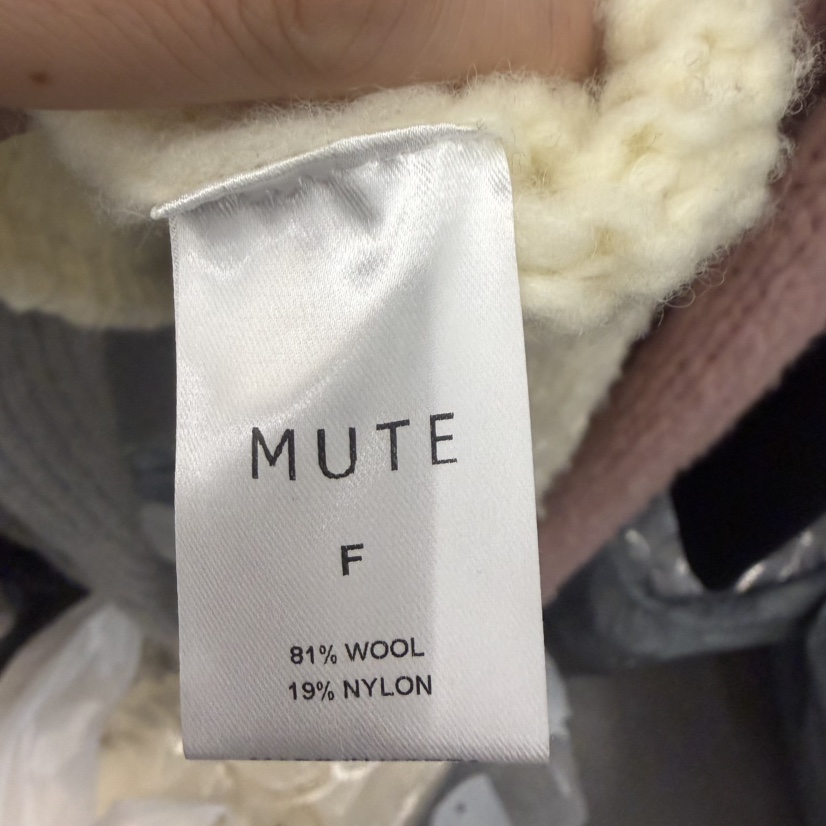 MUTE
F
81% WOOL
19% NYLON